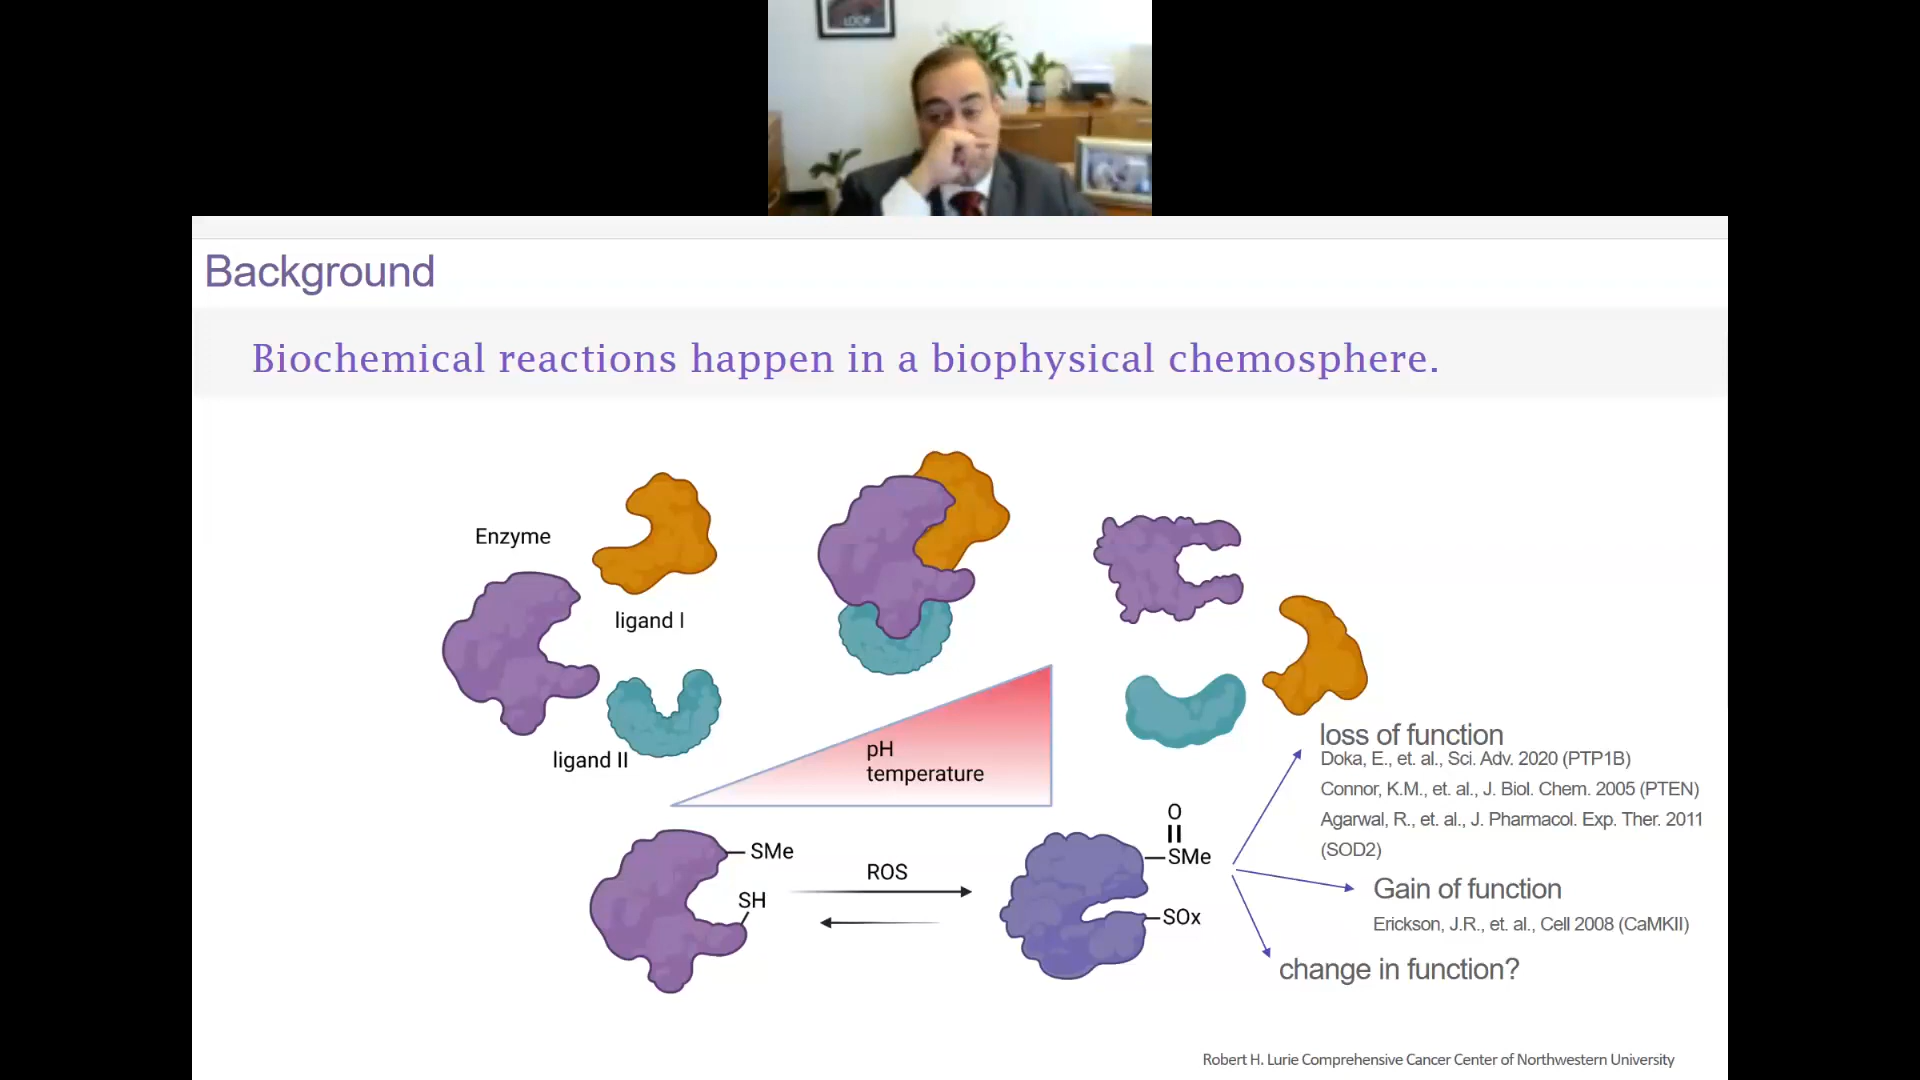 LOOP
Background
Biochemical reactions happen in a biophysical chemosphere.
Enzyme
ligand I
ligand II
pH
temperature
loss of function
Doka, E., et. al., Sci. Adv. 2020 (PTP1B)
Connor, K.M., et. al., J. Biol. Chem. 2005 (PTEN)
Agarwal, R., et. al., J. Pharmacol. Exp. Ther. 2011
(SOD2)
SMe
SH
ROS
O
SMe
SOx
Gain of function
Erickson, J.R., et. al., Cell 2008 (CaMKII)
change in function?
Robert H. Lurie Comprehensive Cancer Center of Northwestern University